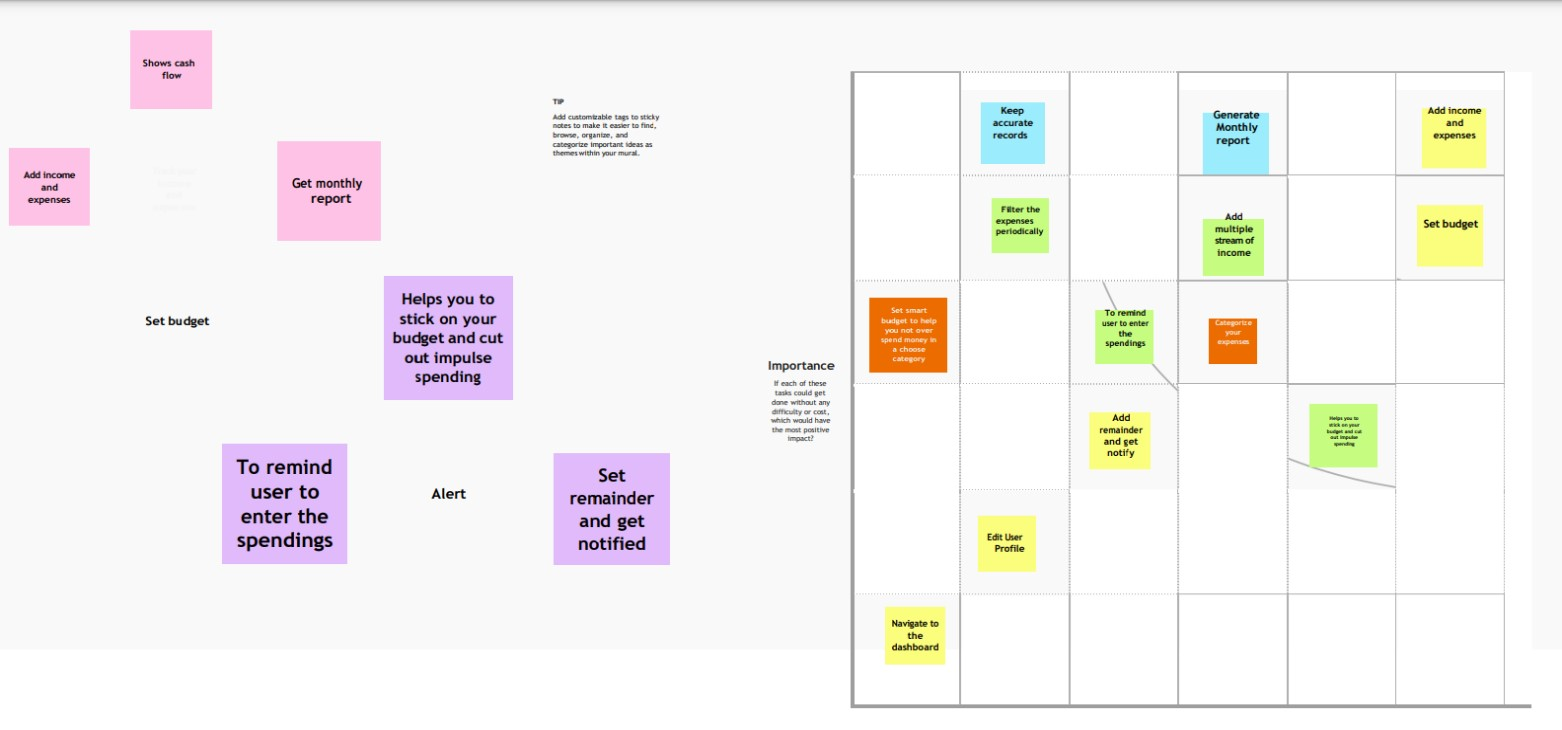 Shows cash
flow
Add income
and
expenses
Get monthly
report
TIP
Add customizable tags to sticky
notes to make it easier to find,
browse, organize, and
categorize important ideas as
themes within your mural.
Set budget
Helps you to
stick on your
budget and cut
out impulse
spending
To remind
user to
enter the
spendings
Alert
Set
remainder
and get
notified
Importance
If each of these
tasks could get
done without any
difficulty or cost,
which would have
the most positive
impact?
Keep
accurate
records
Generate
Monthly
report
Add income
and
expenses
Filter the
expenses
periodically
Add
multiple
stream of
income
Set budget
Set smart
budget to help
you not over
spend money in
a choose
category
To remind
user to enter
the
spendings
Categorize
your
expenses
Add
remainder
and get
notify
Helps you to
stick on your
budget and cut
out impulse
spending
Edit User
Profile
Navigate to
the
dashboard